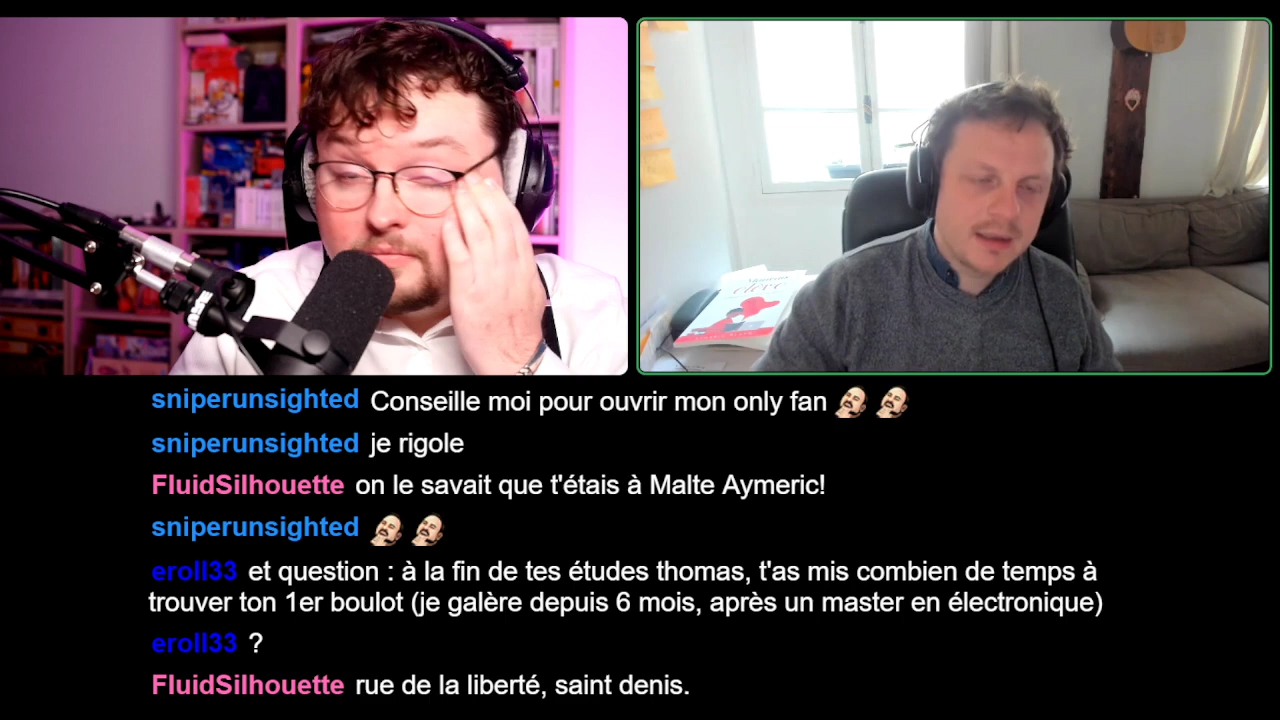 élève
sniperunsighted Conseille moi pour ouvrir mon only fan
sniperunsighted je rigole
FluidSilhouette on le savait que t'étais à Malte Aymeric!
sniperunsighted
eroll33 et question : à la fin de tes études thomas, t'as mis combien de temps à
trouver ton 1er boulot (je galère depuis 6 mois, après un master en électronique)
eroll33 ?
FluidSilhouette rue de la liberté, saint denis.